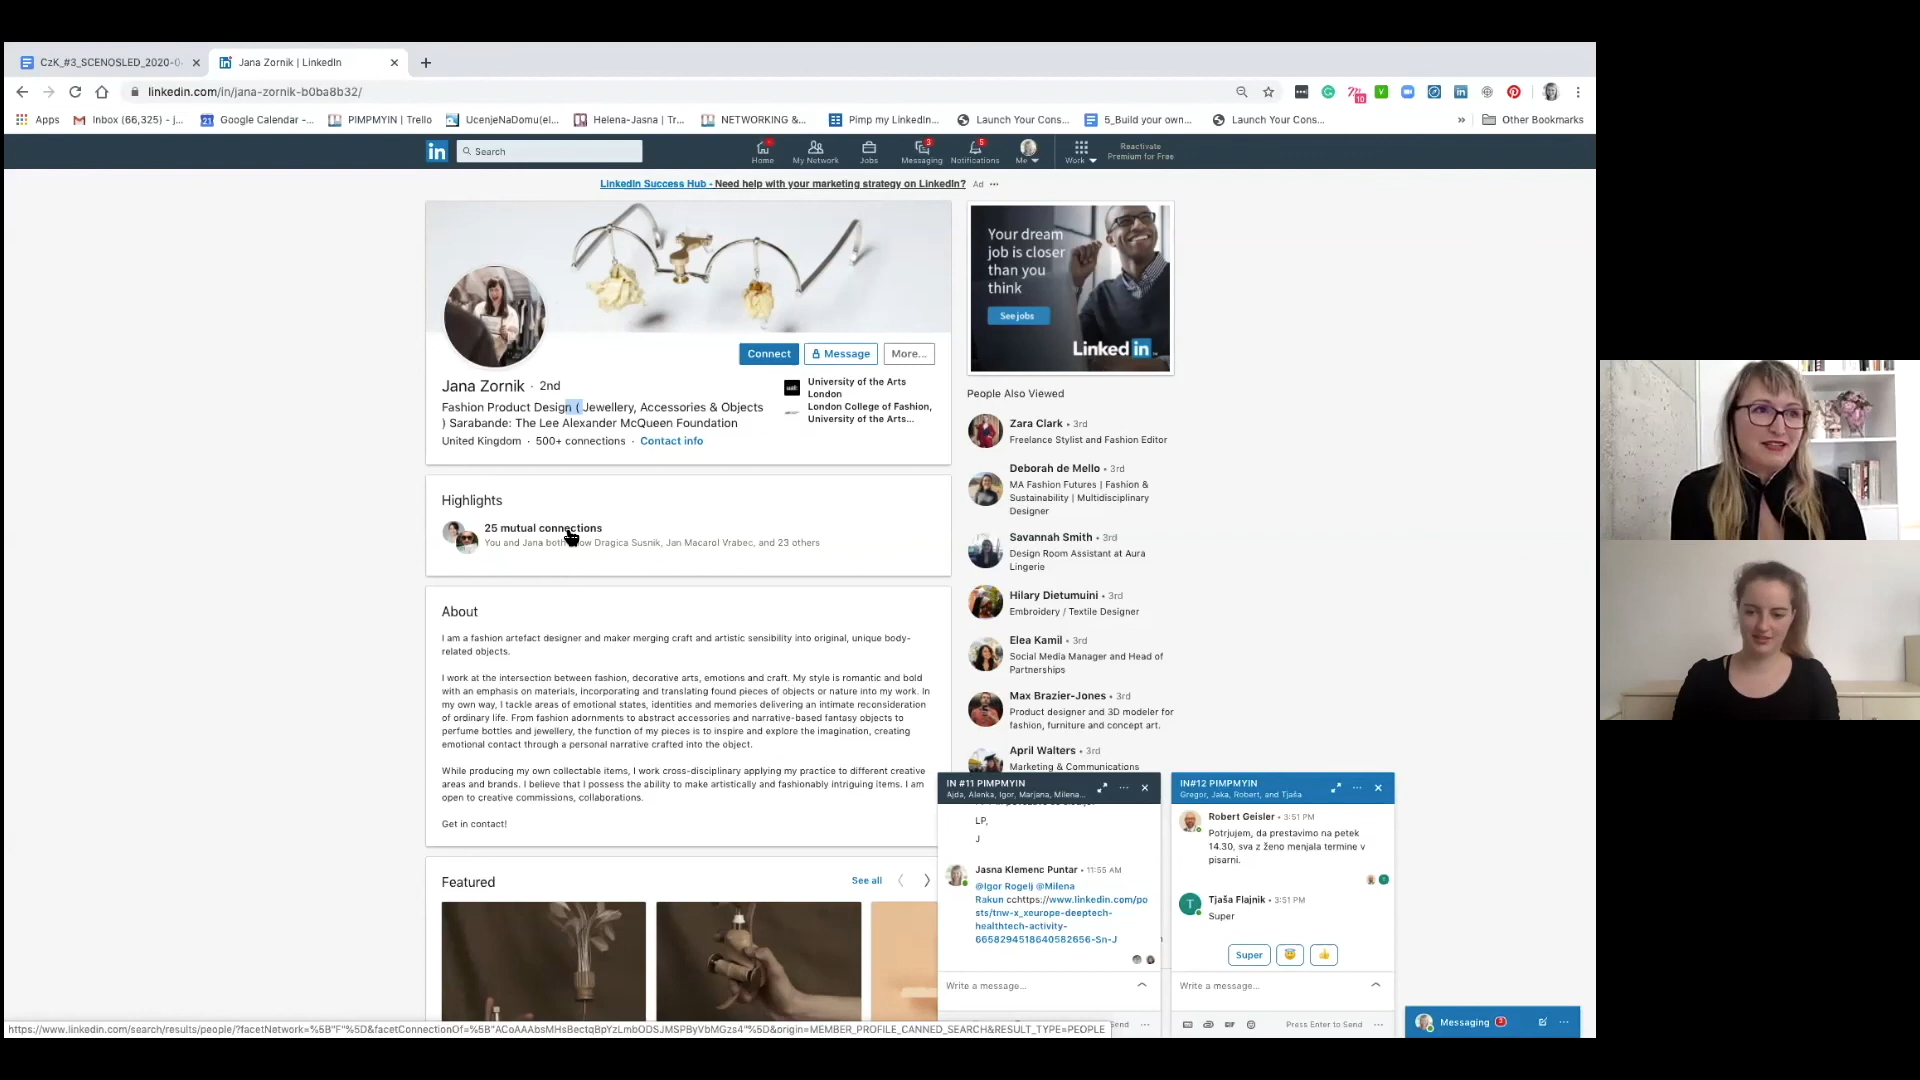 CzK_#3_SCENOSLED_2020-0
Jana Zornik | LinkedIn
linkedin.com/in/jana-zornik-b0ba8b32/
Apps
Inbox (66,325) - j...
Google Calendar -...
PIMPMYIN | Trello
UcenjeNaDomu(el...
Helena-Jasna | Tr...
NETWORKING &...
Pimp my LinkedIn...
Launch Your Cons...
5_Build your own...
Launch Your Cons...
»
Other Bookmarks
in
Search
Home
My Network
Jobs
Messaging
Notifications
Me
Work
Reactivate
Premium for Free
LinkedIn Success Hub - Need help with your marketing strategy on LinkedIn?
Ad
Your dream
job is closer
than you
think
See jobs
Linked in
Connect
Message
More...
Jana Zornik · 2nd
Fashion Product Design ( Jewellery, Accessories & Objects
) Sarabande: The Lee Alexander McQueen Foundation
United Kingdom · 500+ connections · Contact info
University of the Arts
London
London College of Fashion,
University of the Arts...
Highlights
25 mutual connections
Dragica Susnik, Jan Macarol Vrabec, and 23 others
About
I am a fashion artefact designer and maker merging craft and artistic sensibility into original, unique body-
related objects.
I work at the intersection between fashion, decorative arts, emotions and craft. My style is romantic and bold
with an emphasis on materials, incorporating and translating found pieces of objects or nature into my work. In
my own way, I tackle areas of emotional states, identities and memories delivering an intimate reconsideration
of ordinary life. From fashion adornments to abstract accessories and narrative-based fantasy objects to
perfume bottles and jewellery, the function of my pieces is to inspire and explore the imagination, creating
emotional contact through a personal narrative crafted into the object.
While producing my own collectable items, I work cross-disciplinary applying my practice to different creative
areas and brands. I believe that I possess the ability to make artistically and fashionably intriguing items. I am
open to creative commissions, collaborations.
Get in contact!
Featured
See all
People Also Viewed
Zara Clark • 3rd
Freelance Stylist and Fashion Editor
Deborah de Mello • 3rd
MA Fashion Futures | Fashion &
Sustainability | Multidisciplinary
Designer
Savannah Smith • 3rd
Design Room Assistant at Aura
Lingerie
Hilary Dietumuini • 3rd
Embroidery / Textile Designer
Elea Kamil • 3rd
Social Media Manager and Head of
Partnerships
Max Brazier-Jones • 3rd
Product designer and 3D modeler for
fashion, furniture and concept art.
April Walters • 3rd
Marketing & Communications
IN #11 PIMPMYIN
Ajda, Alenka, Igor, Marjana, Milena...
LP,
J
Jasna Klemenc Puntar • 11:55 AM
@Igor Rogelj @Milena
Rakun cchttps://www.linkedin.com/po
sts/tnw-x_xeurope-deeptech-
healthtech-activity-
6658294518640582656-Sn-J
Write a message...
IN#12 PIMPMYIN
Gregor, Jaka, Robert, and Tjaša
Robert Geisler • 3:51 PM
Potrjujem, da prestavimo na petek
14.30, sva z ženo menjala termine v
pisarni.
Tjaša Flajnik • 3:51 PM
Super
Super
Write a message...
Press Enter to Send
Messaging
https://www.linkedin.com/search/results/people/?facetNetwork=%5B"F"%5D&facetConnectionOf=%5B"ACoAAAbsMHsBectqBpYzLmbODSJMSPByVbMGzs4"%5D&origin=MEMBER_PROFILE_CANNED_SEARCH&RESULT_TYPE=PEOPLE